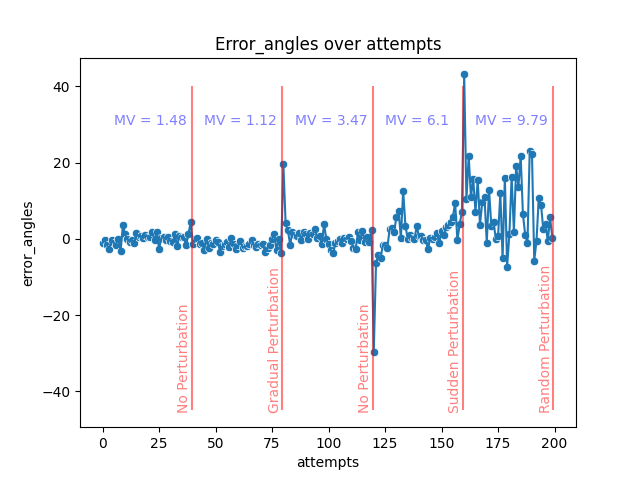 Error_angles over attempts
40
20
0
−20
−40
error_angles
MV = 1.48
MV = 1.12
MV = 3.47
MV = 6.1
MV = 9.79
No Perturbation
Gradual Perturbation
No Perturbation
Sudden Perturbation
Random Perturbation
0
25
50
75
100
125
150
175
200
attempts